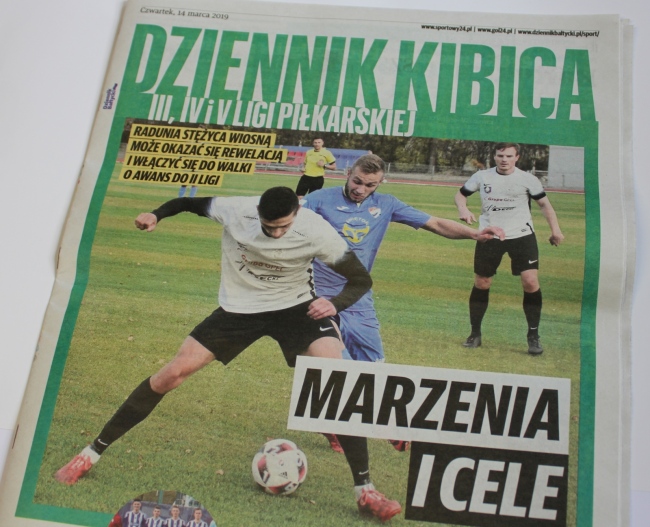 Czwartek, 14 marca 2019
www.sportowy24.pl | www.gol24.pl | www.dziennikbaltycki.pl/sport/
DZIENNIK KIBICA
III, IV i V LIGI PIŁKARSKIEJ
RADUNIA STĘŻYCA WIOSNĄ
MOŻE OKAZAĆ SIĘ REWELACJĄ
I WŁĄCZYĆ SIĘ DO WALKI
O AWANS DO II LIGI
MARZENIA
I CELE